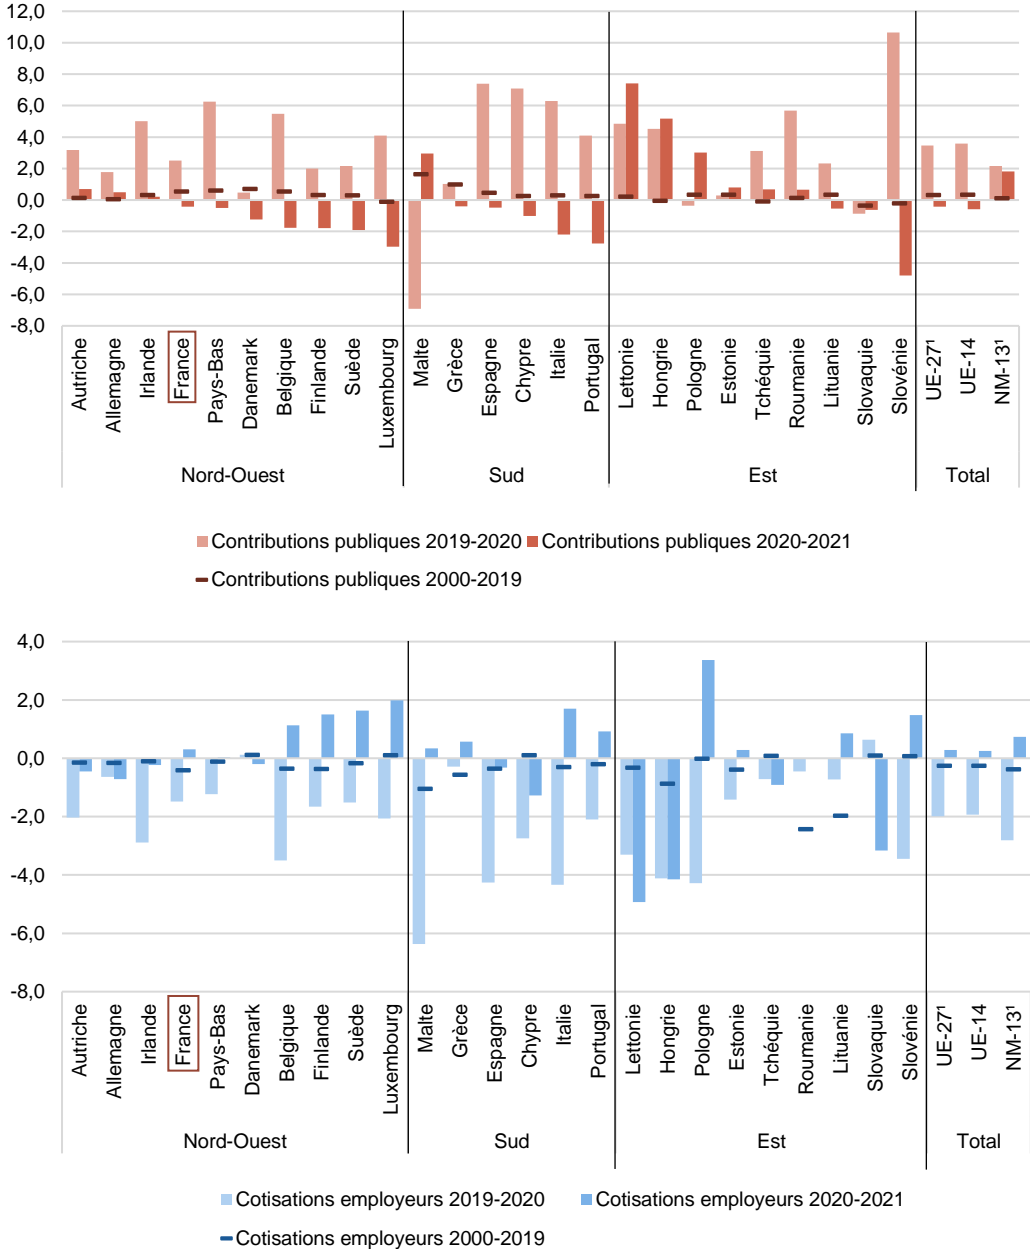 12,0
10,0
8,0
6,0
4,0
2,0
0,0
-2,0
-4,0
-6,0
-8,0
Autriche
Allemagne
Irlande
France
Pays-Bas
Danemark
Belgique
Finlande
Suède
Luxembourg
Malte
Grèce
Espagne
Chypre
Italie
Portugal
Lettonie
Hongrie
Pologne
Estonie
Tchéquie
Roumanie
Lituanie
Slovaquie
Slovénie
UE-27¹
UE-14
NM-13¹
Nord-Ouest Sud Est Total
Contributions publiques 2019-2020 Contributions publiques 2020-2021
Contributions publiques 2000-2019
4,0
2,0
0,0
-2,0
-4,0
-6,0
-8,0
Autriche
Allemagne
Irlande
France
Pays-Bas
Danemark
Belgique
Finlande
Suède
Luxembourg
Malte
Grèce
Espagne
Chypre
Italie
Portugal
Lettonie
Hongrie
Pologne
Estonie
Tchéquie
Roumanie
Lituanie
Slovaquie
Slovénie
UE-27¹
UE-14
NM-13¹
Nord-Ouest Sud Est Total
Cotisations employeurs 2019-2020 Cotisations employeurs 2020-2021
Cotisations employeurs 2000-2019